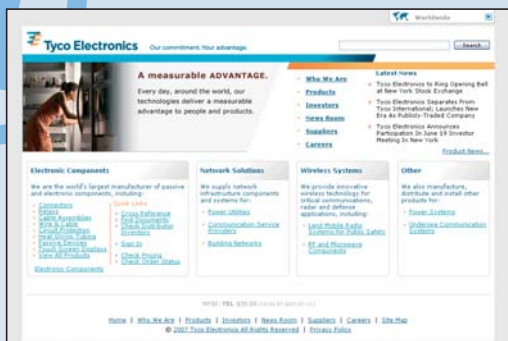 Worldwide
Tyco Electronics
Our commitment. Your advantage.
Search
A measurable ADVANTAGE.
Every day, around the world, our
technologies deliver a measurable
advantage to people and products.
Who We Are
Products
Investors
News Room
Suppliers
Careers
Latest News
Tyco Electronics to Ring Opening Bell
at New York Stock Exchange
Tyco Electronics Separates From
Tyco International; Launches New
Era As Publicly-Traded Company
Tyco Electronics Announces
Participation In June 19 Investor
Meeting In New York
Product News...
Electronic Components
We are the world's largest manufacturer of passive
and electronic components, including:
Connectors
Relays
Cable Assemblies
Wire & Cable
Circuit Protection
Heat Shrink Tubing
Passive Devices
Touch Screen Displays
View All Products
Electronic Components
Quick Links
Cross Reference
Find Documents
Check Distributor
Inventory
Sign In
Check Pricing
Check Order Status
Network Solutions
We supply network
infrastructure components
and systems for:
Power Utilities
Communication Service
Providers
Building Networks
Wireless Systems
We provide innovative
wireless technology for
critical communications,
radar and defense
applications, including:
Land Mobile Radio
Systems for Public Safety
RF and Microwave
Components
Other
We also manufacture,
distribute and install other
products for:
Power Systems
Undersea Communication
Systems
NYSE: TEL
Home | Who We Are | Products | Investors | News Room | Suppliers | Careers | Site Map
© 2007 Tyco Electronics All Rights Reserved | Privacy Policy